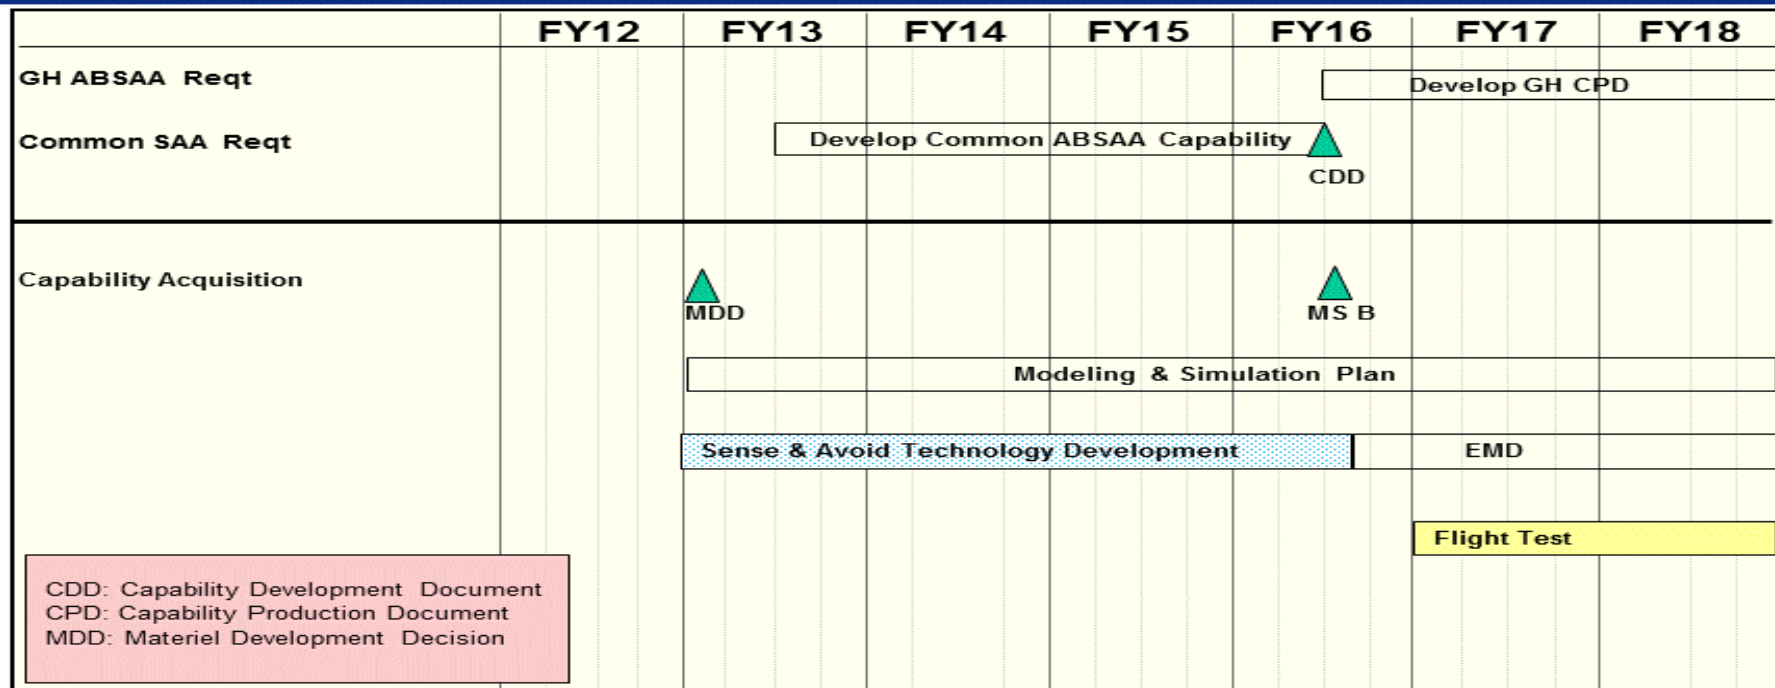 FY12 FY13 FY14 FY15 FY16 FY17 FY18
GH ABSAA Reqt
Develop GH CPD
Common SAA Reqt
Develop Common ABSAA Capability
CDD
Capability Acquisition
MDD
MS B
Modeling & Simulation Plan
Sense & Avoid Technology Development
EMD
Flight Test
CDD: Capability Development Document
CPD: Capability Production Document
MDD: Materiel Development Decision